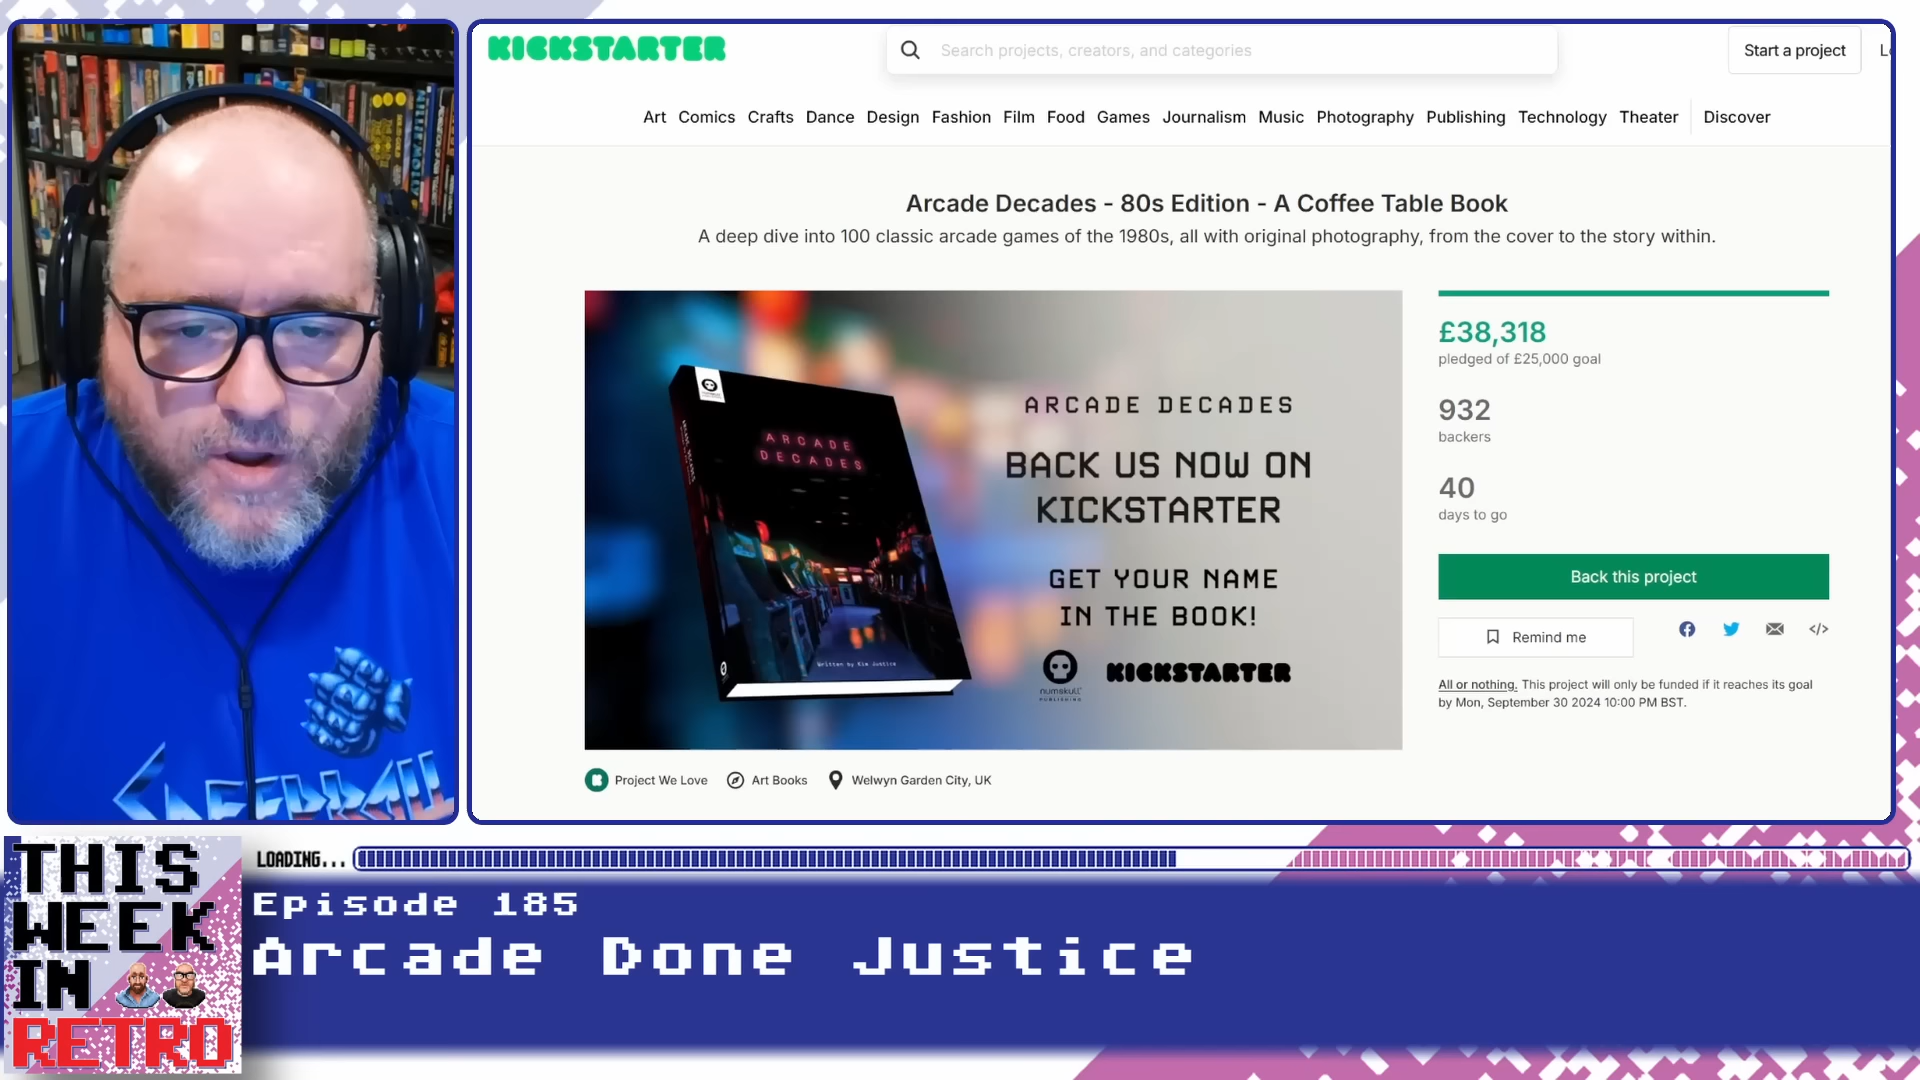 KICKSTARTER
Search projects, creators, and categories
Start a project
Art Comics Crafts Dance Design Fashion Film Food Games Journalism Music Photography Publishing Technology Theater Discover
Arcade Decades - 80s Edition - A Coffee Table Book
A deep dive into 100 classic arcade games of the 1980s, all with original photography, from the cover to the story within.
ARCADE
DECADES
Written by Kim Justice
ARCADE DECADES
BACK US NOW ON
KICKSTARTER
GET YOUR NAME
IN THE BOOK!
numskull
PUBLISHING
KICKSTARTER
£38,318
pledged of £25,000 goal
932
backers
40
days to go
Back this project
Remind me
All or nothing. This project will only be funded if it reaches its goal
by Mon, September 30 2024 10:00 PM BST.
Project We Love
Art Books
Welwyn Garden City, UK
THIS
WEEK
IN
RETRO
LOADING...
Episode 185
Arcade Done Justice